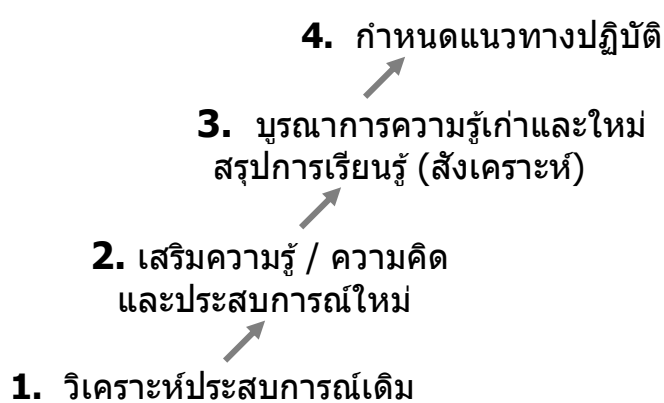 4. กำหนดแนวทางปฏิบัติ
3. บูรณาการความรู้เก่าและใหม่
สรุปการเรียนรู้ (สังเคราะห์)
2. เสริมความรู้ / ความคิด
และประสบการณ์ใหม่
1. วิเคราะห์ประสบการณ์เดิม